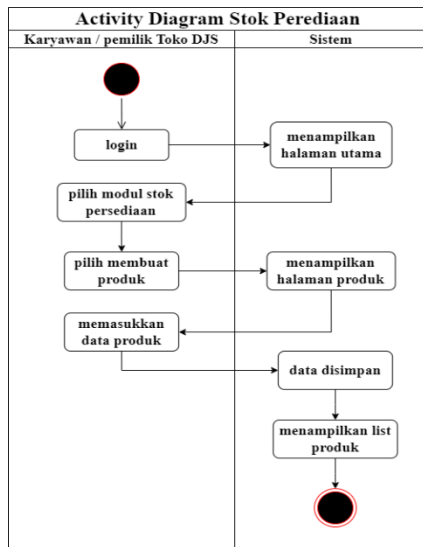 Activity Diagram Stok Perediaan
Karyawan / pemilik Toko DJS
Sistem
login
menampilkan
halaman utama
pilih modul stok
persediaan
pilih membuat
produk
menampilkan
halaman produk
memasukkan
data produk
data disimpan
menampilkan list
produk